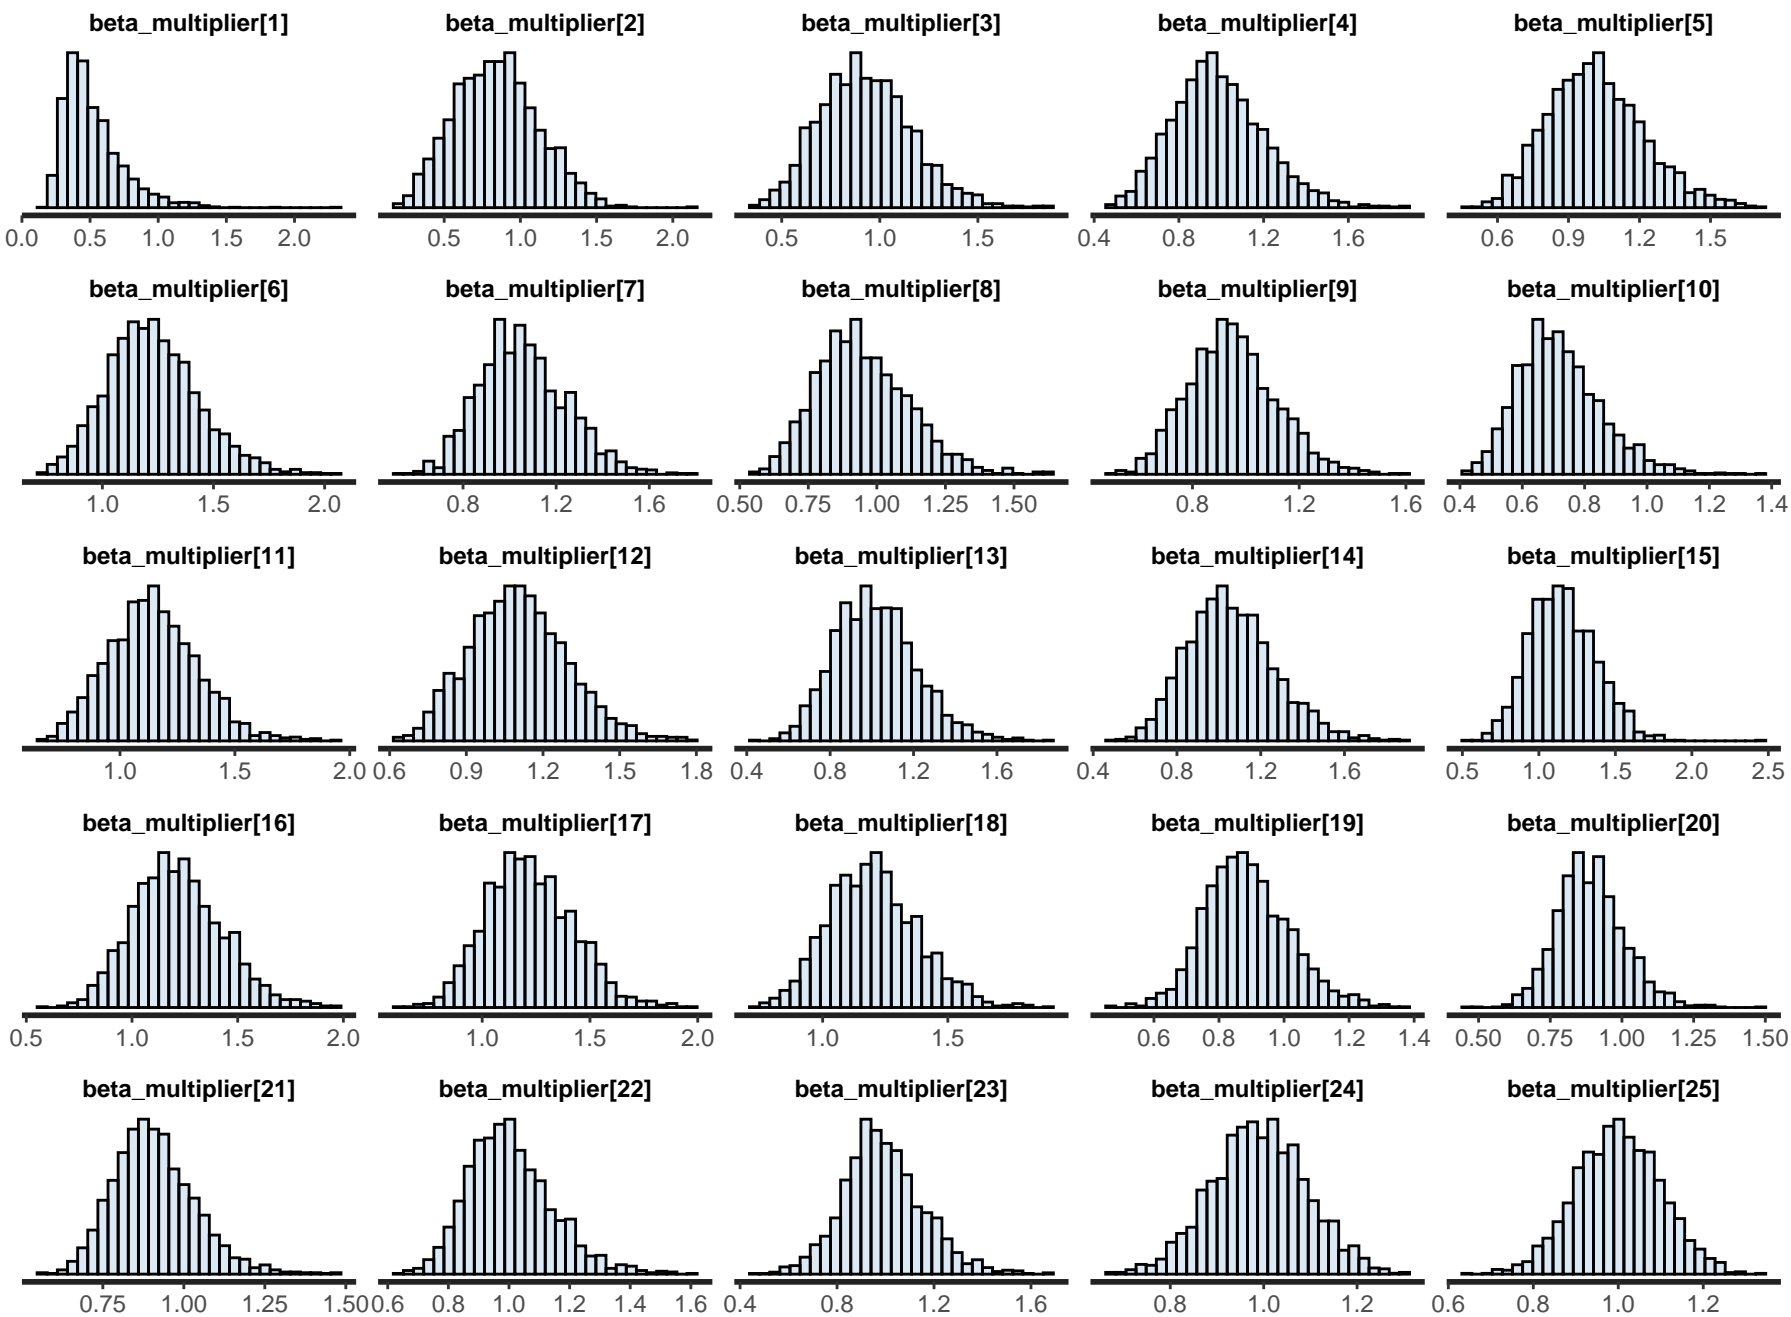 beta_multiplier[1] beta_multiplier[2] beta_multiplier[3] beta_multiplier[4] beta_multiplier[5]
0.0 0.5 1.0 1.5 2.0 0.5 1.0 1.5 2.0 0.5 1.0 1.5 0.4 0.8 1.2 1.6 0.6 0.9 1.2 1.5
beta_multiplier[6] beta_multiplier[7] beta_multiplier[8] beta_multiplier[9] beta_multiplier[10]
1.0 1.5 2.0 0.8 1.2 1.6 0.50 0.75 1.00 1.25 1.50 0.8 1.2 1.6 0.4 0.6 0.8 1.0 1.2 1.4
beta_multiplier[11] beta_multiplier[12] beta_multiplier[13] beta_multiplier[14] beta_multiplier[15]
1.0 1.5 2.0 0.6 0.9 1.2 1.5 1.8 0.4 0.8 1.2 1.6 0.4 0.8 1.2 1.6 0.5 1.0 1.5 2.0 2.5
beta_multiplier[16] beta_multiplier[17] beta_multiplier[18] beta_multiplier[19] beta_multiplier[20]
0.5 1.0 1.5 2.0 1.0 1.5 2.0 1.0 1.5 0.6 0.8 1.0 1.2 1.4 0.50 0.75 1.00 1.25 1.50
beta_multiplier[21] beta_multiplier[22] beta_multiplier[23] beta_multiplier[24] beta_multiplier[25]
0.75 1.00 1.25 1.50 0.6 0.8 1.0 1.2 1.4 1.6 0.4 0.8 1.2 1.6 0.8 1.0 1.2 0.6 0.8 1.0 1.2